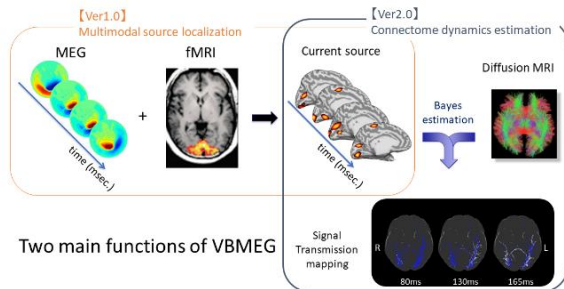 【Ver1.0】
Multimodal source localization
【Ver2.0】
Connectome dynamics estimation
MEG
fMRI
Current source
Diffusion MRI
+
time (msec.)
time (msec.)
Bayes
estimation
Two main functions of VBMEG
Signal
Transmission
mapping
R
L
80ms
130ms
165ms